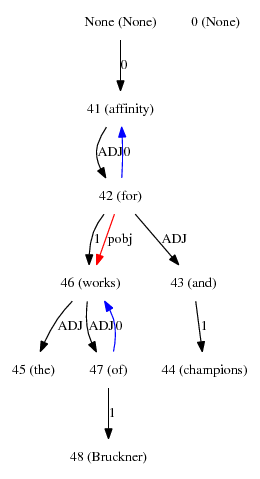 None (None) 0 (None)
0
41 (affinity)
ADJ 0
42 (for)
1 pobj ADJ
46 (works) 43 (and)
ADJ ADJ 0 1
45 (the) 47 (of) 44 (champions)
1
48 (Bruckner)